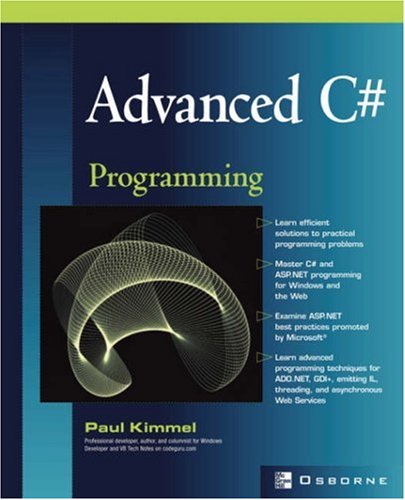 Advanced C#
Programming
Learn efficient
solutions to practical
programming problems
Master C# and
ASP.NET programming
for Windows and
the Web
Examine ASP.NET
best practices promoted
by Microsoft®
Learn advanced
programming techniques for
ADO.NET, GDI+, emitting IL,
threading, and asynchronous
Web Services
Paul Kimmel
Professional developer, author, and columnist for Windows
Developer and VB Tech Notes on codeguru.com
Mc
Graw
Hill
OSBORNE